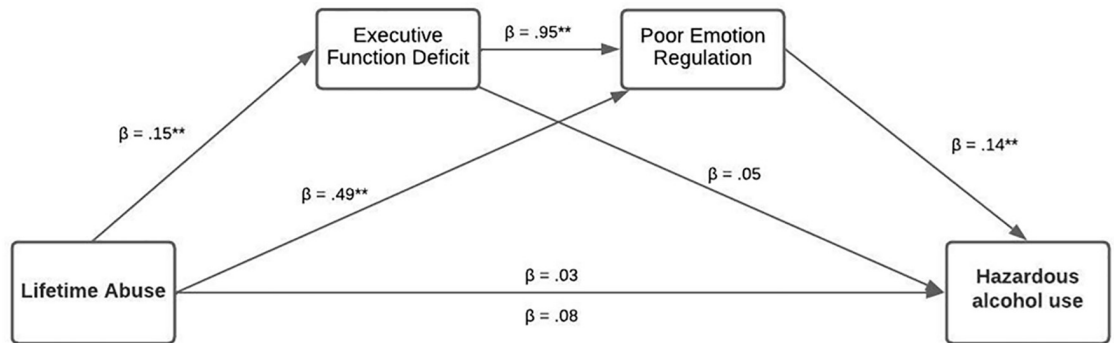 Executive
Function Deficit
β = .95**
Poor Emotion
Regulation
β = .15**
β = .14**
β = .49**
β = .05
Lifetime Abuse
β = .03
β = .08
Hazardous
alcohol use